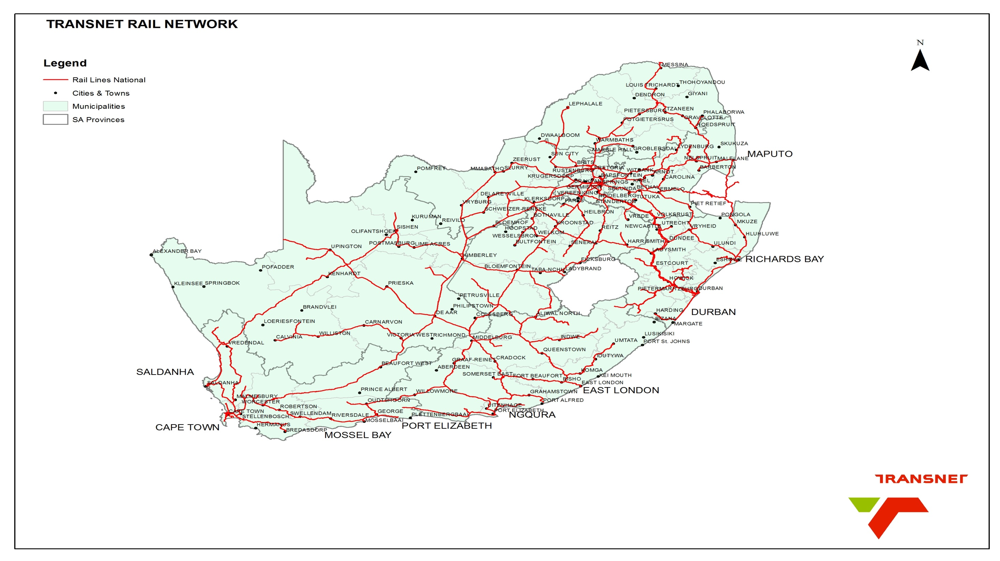 TRANSNET RAIL NETWORK
N
Legend
Rail Lines National
Cities & Towns
Municipalities
SA Provinces
MESSINA
THOHOYANDOU
LOUIS TRICHARDT
DENDRON
GIYANI
LEPHALALE
TZANEEN
PIETERSBURG
PHALABORWA
GRAVELOTTE
POTGIETERSRUS
HOEDSPRUIT
DWAALBOOM
WARMBATHS
SKUKUZA
LYDENBURG
MARBLE HALL
GROBLERSDAL
SUN CITY
MAPUTO
ZEERUST
NELSPRUIT
MALELANE
BRITS
POMFRET
MMABATHO
SLURRY
RUSTENBURG
PRETORIA
WITBANK
ARNOT
BARBERTON
KRUGERSDORP
BAPSFONTEIN
CAROLINA
BRAKPAN
SPRINGS
KRIEL
GERMISTON
SECUNDA
BETHAL
ERMELO
DELAREYVILLE
VEREENIGING
HEIDELBERG
TUTUKA
VRYBURG
KLERKSDORP
PARYS
STANDERTON
PIET RETIEF
SCHWEIZER-RENEKE
KURUMAN
REIVILO
BOTHAVILLE
HEILBRON
VREDE
VOLKSRUST
PONGOLA
SISHEN
BLOEMHOF
KROONSTAD
UTRECHT
MKUZE
OLIFANTSHOEK
HOOPSTAD
REITZ
NEWCASTLE
VRYHEID
WESSELSBRON
WELKOM
HLUHLUWE
POSTMASBURG
LIME ACRES
BULTFONTEIN
SENEKAL
HARRISMITH
DUNDEE
ULUNDI
UPINGTON
ALEXANDER BAY
LADYSMITH
KIMBERLEY
FICKSBURG
ESHOWE
RICHARDS BAY
POFADDER
BLOEMFONTEIN
TABA-NCHU
LADYBRAND
ESTCOURT
KENHARDT
HOWICK
KLEINSEE
SPRINGBOK
PRIESKA
PIETERMARITZBURG
DURBAN
PETRUSVILLE
BRANDVLEI
PHILIPSTOWN
DE AAR
COLESBERG
ALIWAL NORTH
HARDING
DURBAN
LOERIESFONTEIN
CARNARVON
BIZANA
MARGATE
CALVINIA
WILLISTON
VICTORIA WEST
RICHMOND
MIDDELBURG
INDWE
LUSIKISIKI
VREDENDAL
UMTATA
PORT St. JOHNS
QUEENSTOWN
GRAAF-REINET
CRADOCK
IDUTYWA
BEAUFORT WEST
ABERDEEN
SALDANHA
SOMERSET EAST
FORT BEAUFORT
KOMGA
BISHO
KEI MOUTH
SALDANHA
EAST LONDON
EAST LONDON
PRINCE ALBERT
WILLOWMORE
GRAHAMSTOWN
MALMESBURY
WORCESTER
OUDTSHOORN
PORT ALFRED
ROBERTSON
UITENHAGE
CAPE TOWN
GEORGE
PORT ELIZABETH
STELLENBOSCH
SWELLENDAM
RIVERSDALE
PLETTENBERGBAAI
NGQURA
MOSSELBAAI
CAPE TOWN
HERMANUS
BREDASDORP
PORT ELIZABETH
MOSSEL BAY
TRANSNET